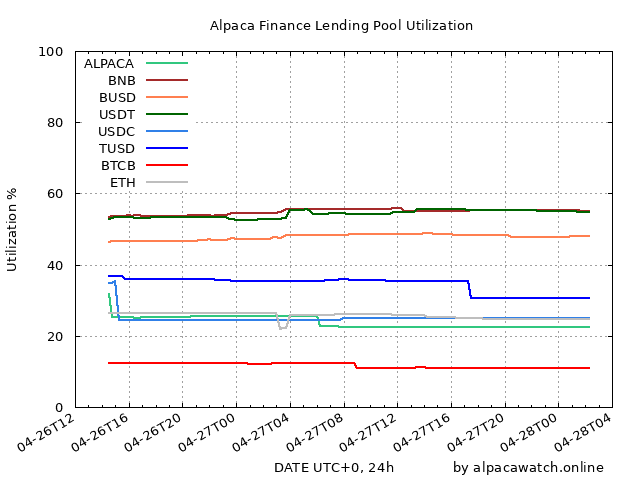 Alpaca Finance Lending Pool Utilization
100
80
60
40
20
0
Utilization %
ALPACA
BNB
BUSD
USDT
USDC
TUSD
BTCB
ETH
04-26T12
04-26T16
04-26T20
04-27T00
04-27T04
04-27T08
04-27T12
04-27T16
04-27T20
04-28T00
04-28T04
DATE UTC+0, 24h
by alpacawatch.online